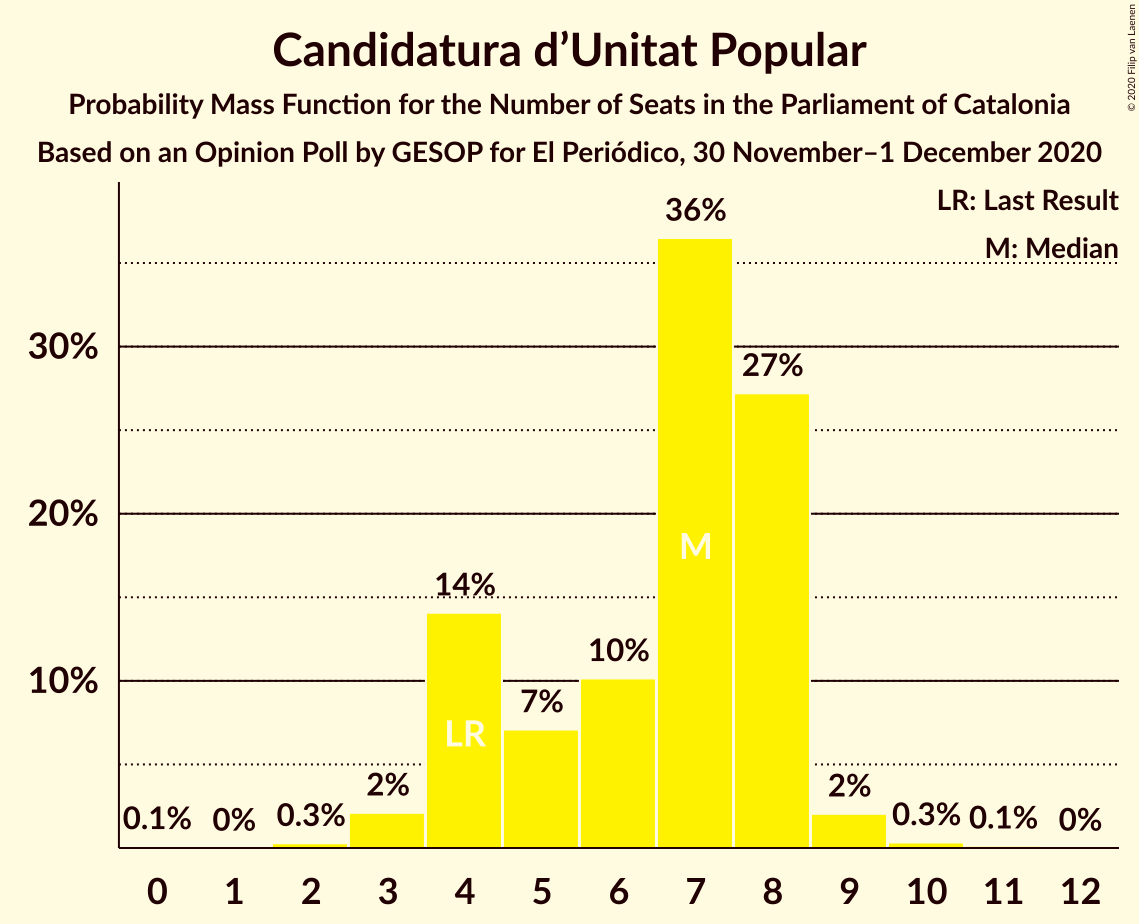 Candidatura d’Unitat Popular
Probability Mass Function for the Number of Seats in the Parliament of Catalonia
Based on an Opinion Poll by GESOP for El Periódico, 30 November–1 December 2020
© 2020 Filip van Laenen
LR: Last Result
M: Median
36%
30%
27%
20%
M
14%
10%
10%
7%
LR
2%
2%
0.1%
0%
0.3%
0.3%
0.1%
0%
0 1 2 3 4 5 6 7 8 9 10 11 12